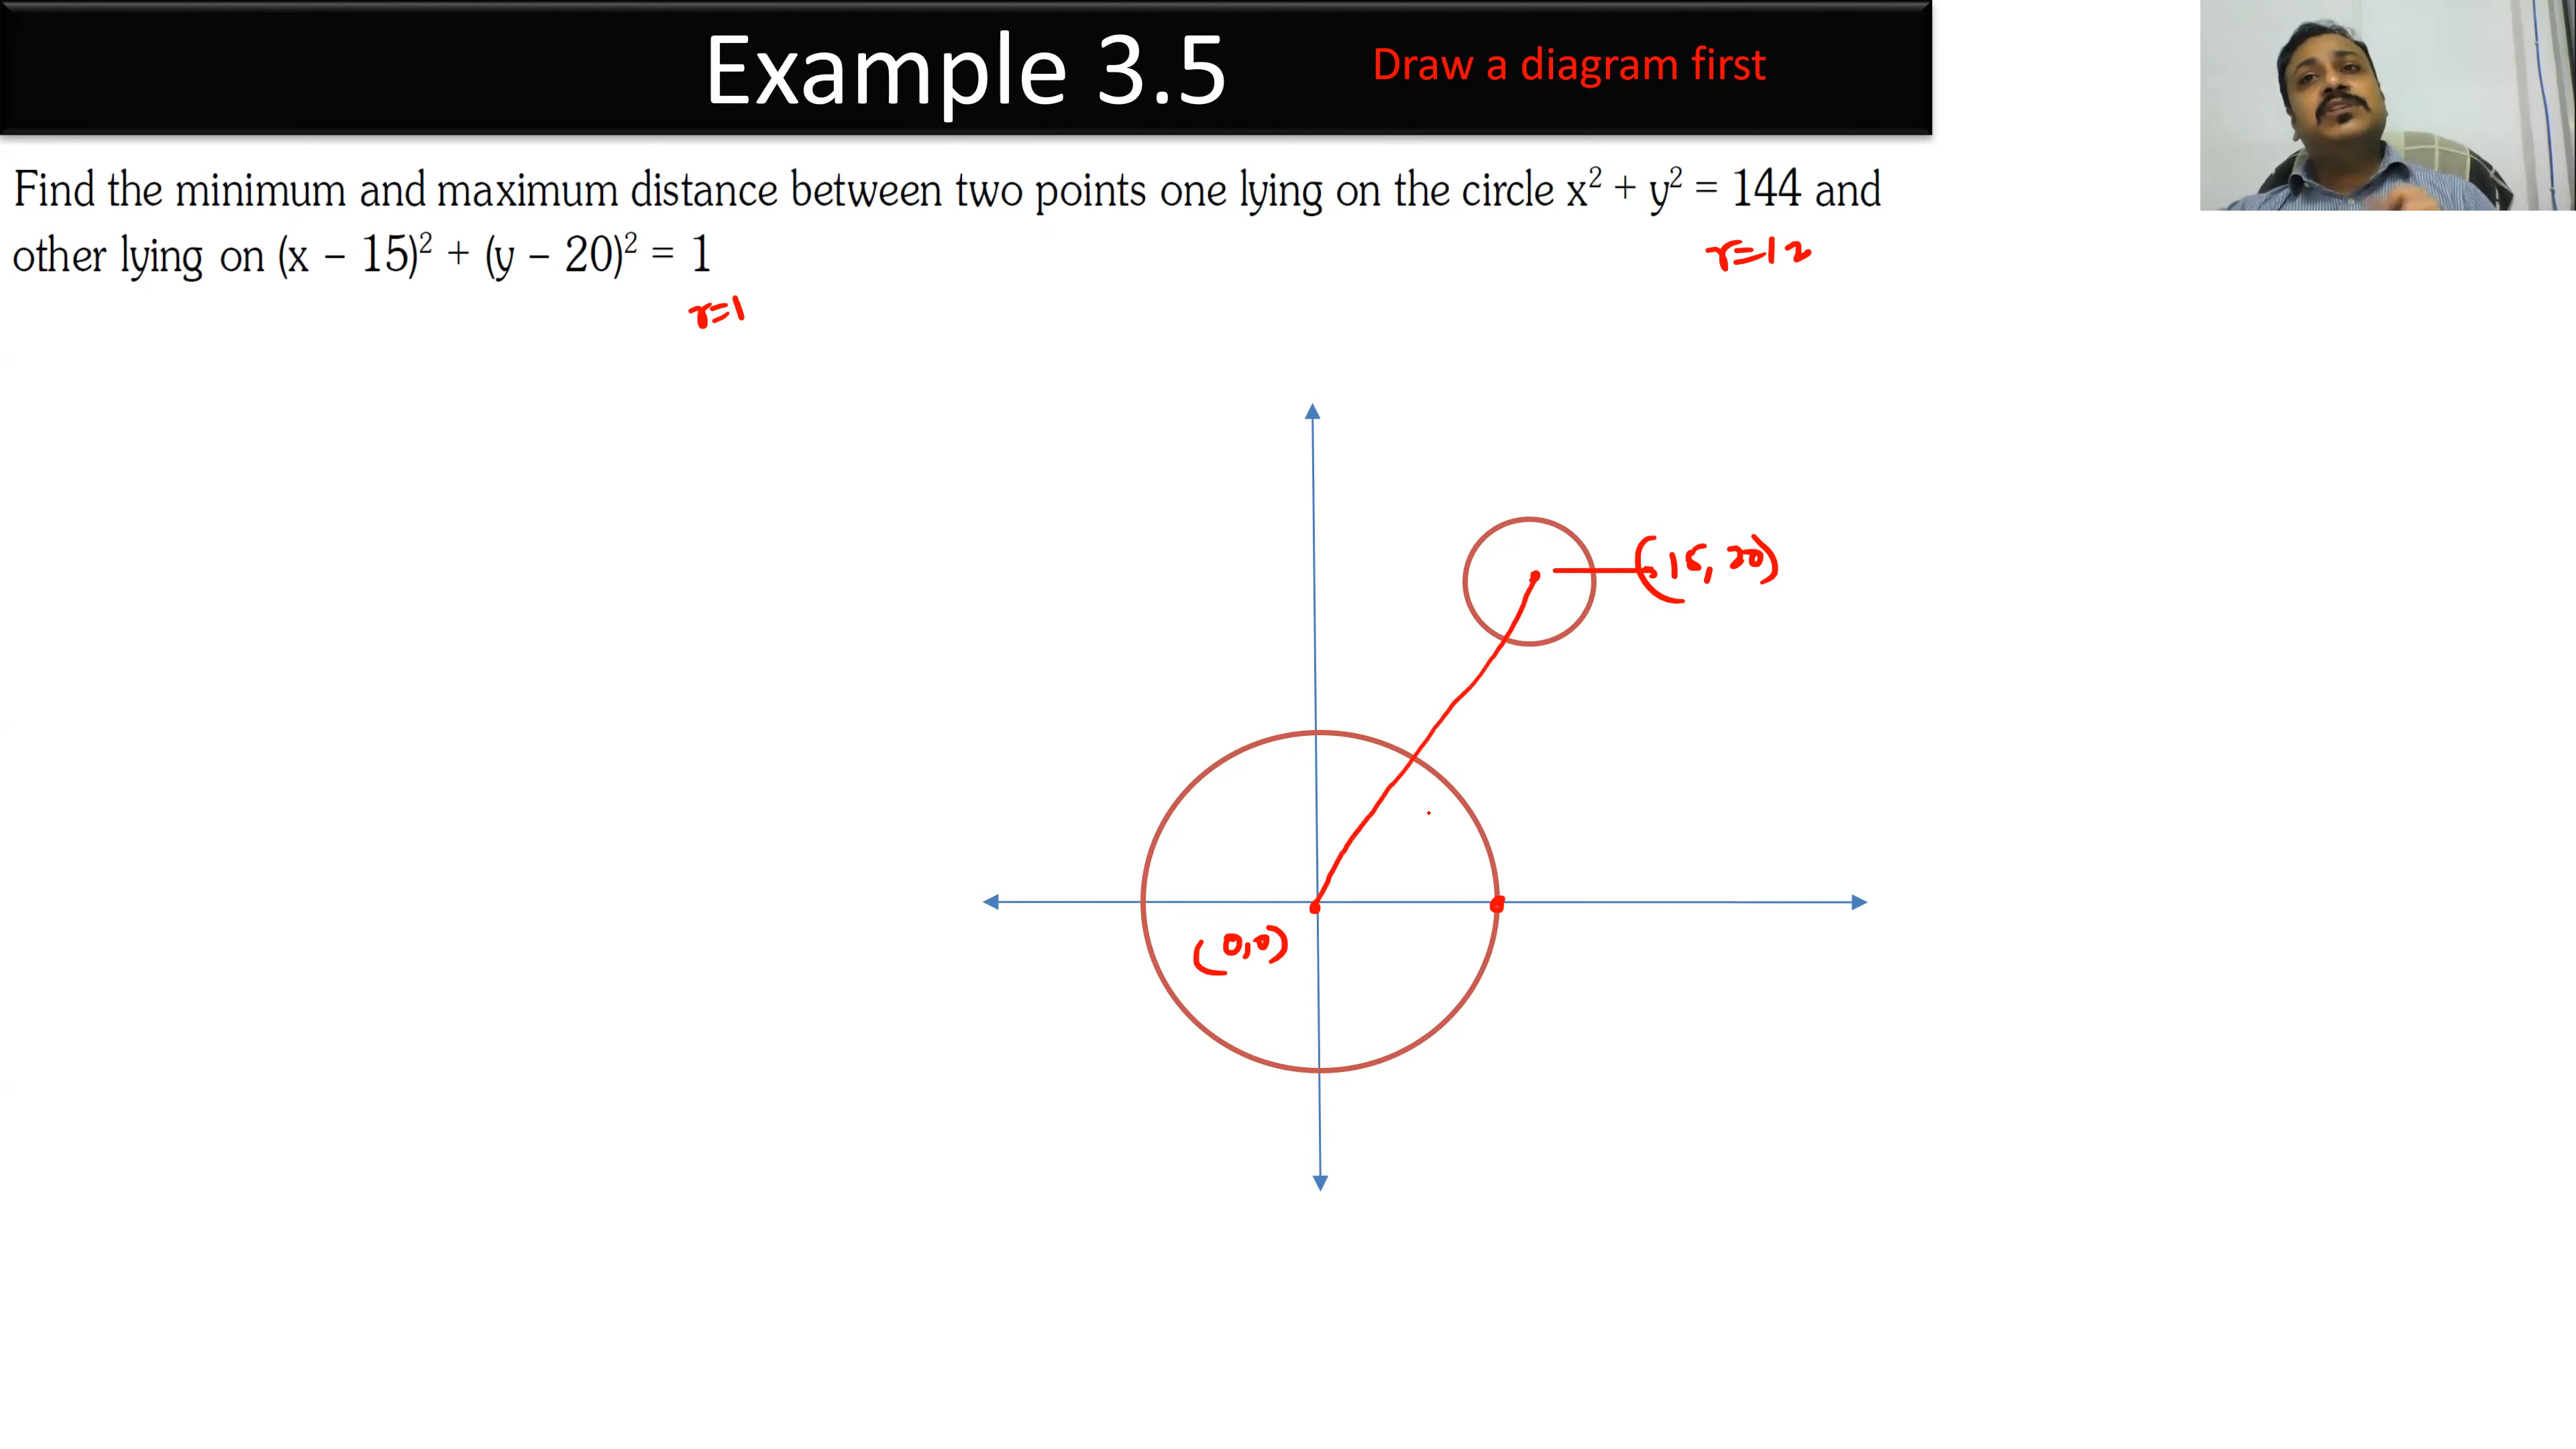 Example 3.5
Draw a diagram first
Find the minimum and maximum distance between two points one lying on the circle x² + y² = 144 and
other lying on (x – 15)² + (y – 20)² = 1
r=12
r=1
(15, 20)
(0,0)